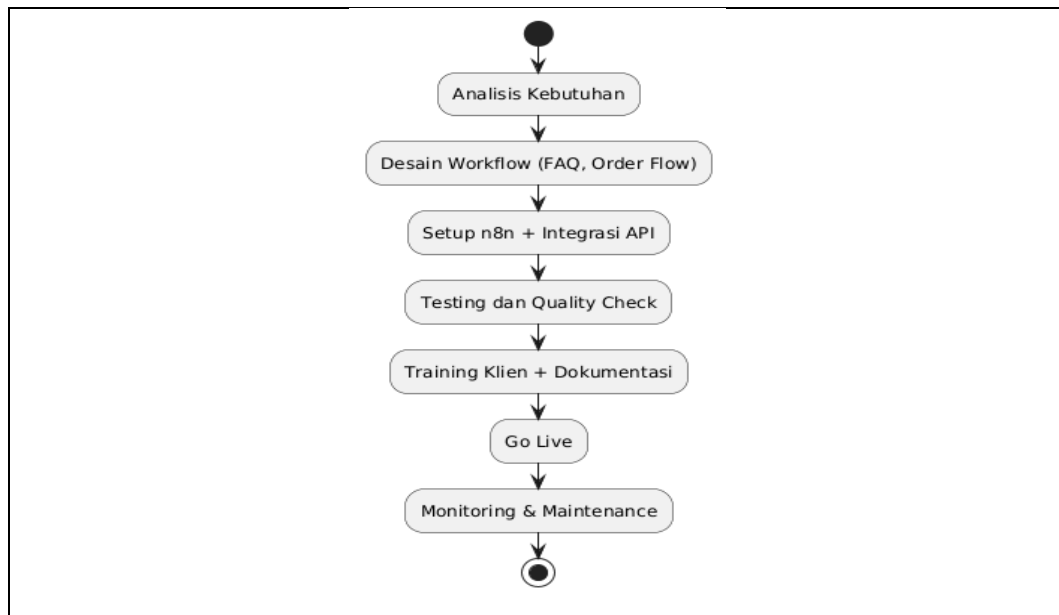 Analisis Kebutuhan
Desain Workflow (FAQ, Order Flow)
Setup n8n + Integrasi API
Testing dan Quality Check
Training Klien + Dokumentasi
Go Live
Monitoring & Maintenance